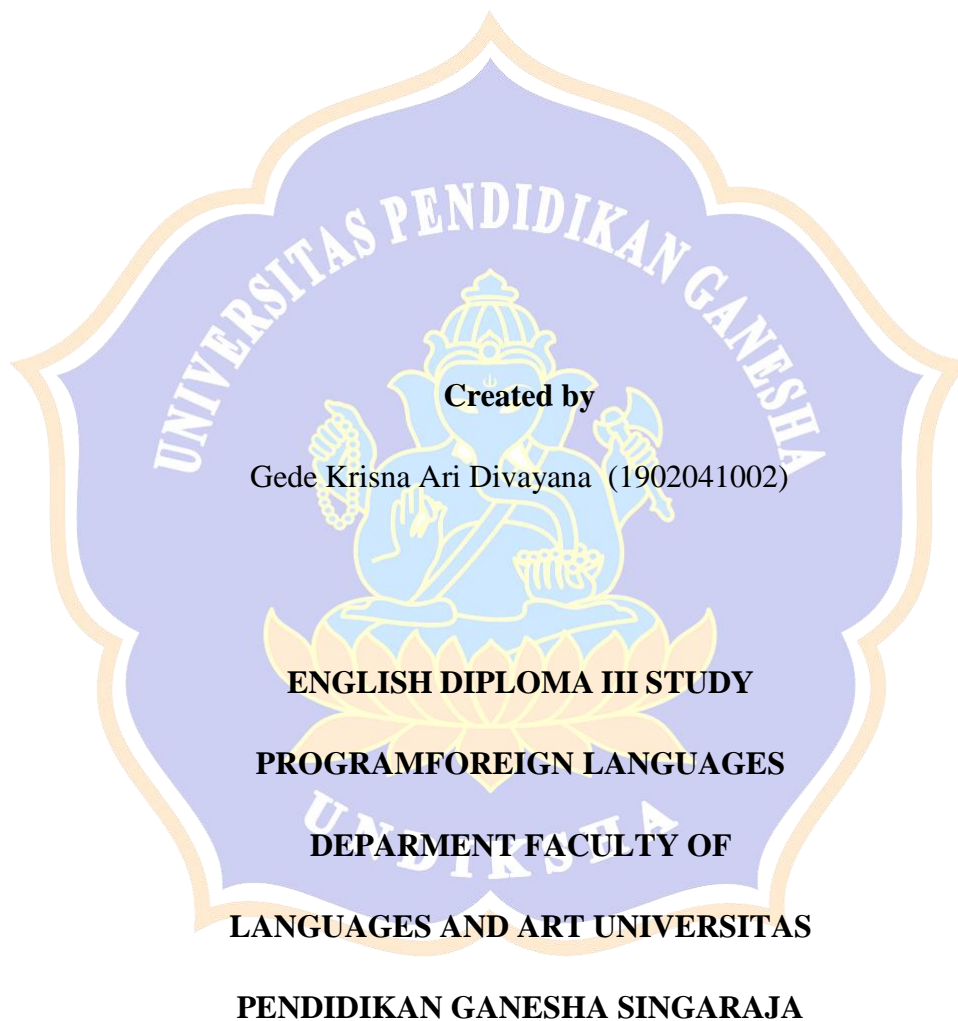 UNIVERSITAS PENDIDIKAN GANESHA
Created by
Gede Krisna Ari Divayana (1902041002)
ENGLISH DIPLOMA III STUDY
PROGRAMFOREIGN LANGUAGES
UNDIKSHA
DEPARMENT FACULTY OF
LANGUAGES AND ART UNIVERSITAS
PENDIDIKAN GANESHA SINGARAJA